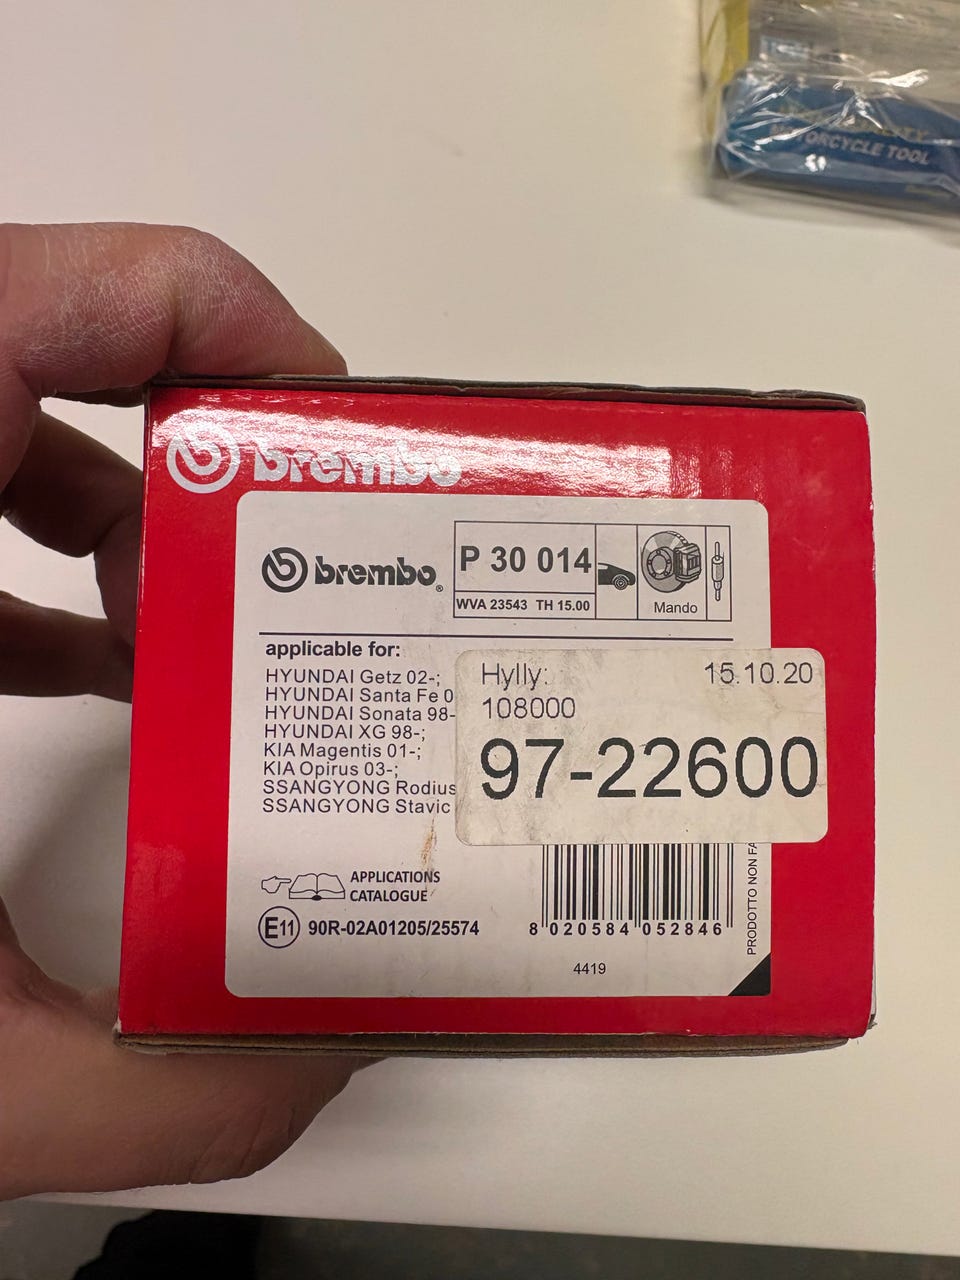 MOTORCYCLE TOOL
brembo
brembo®
P 30 014
WVA 23543 TH 15.00
Mando
applicable for:
HYUNDAI Getz 02-;
HYUNDAI Santa Fe 0
HYUNDAI Sonata 98-
HYUNDAI XG 98-;
KIA Magentis 01-;
KIA Opirus 03-;
SSANGYONG Rodius
SSANGYONG Stavic
Hylly: 15.10.20
108000
97-22600
APPLICATIONS
CATALOGUE
E11 90R-02A01205/25574
8 020584 052846
4419
PRODOTTO NON FA